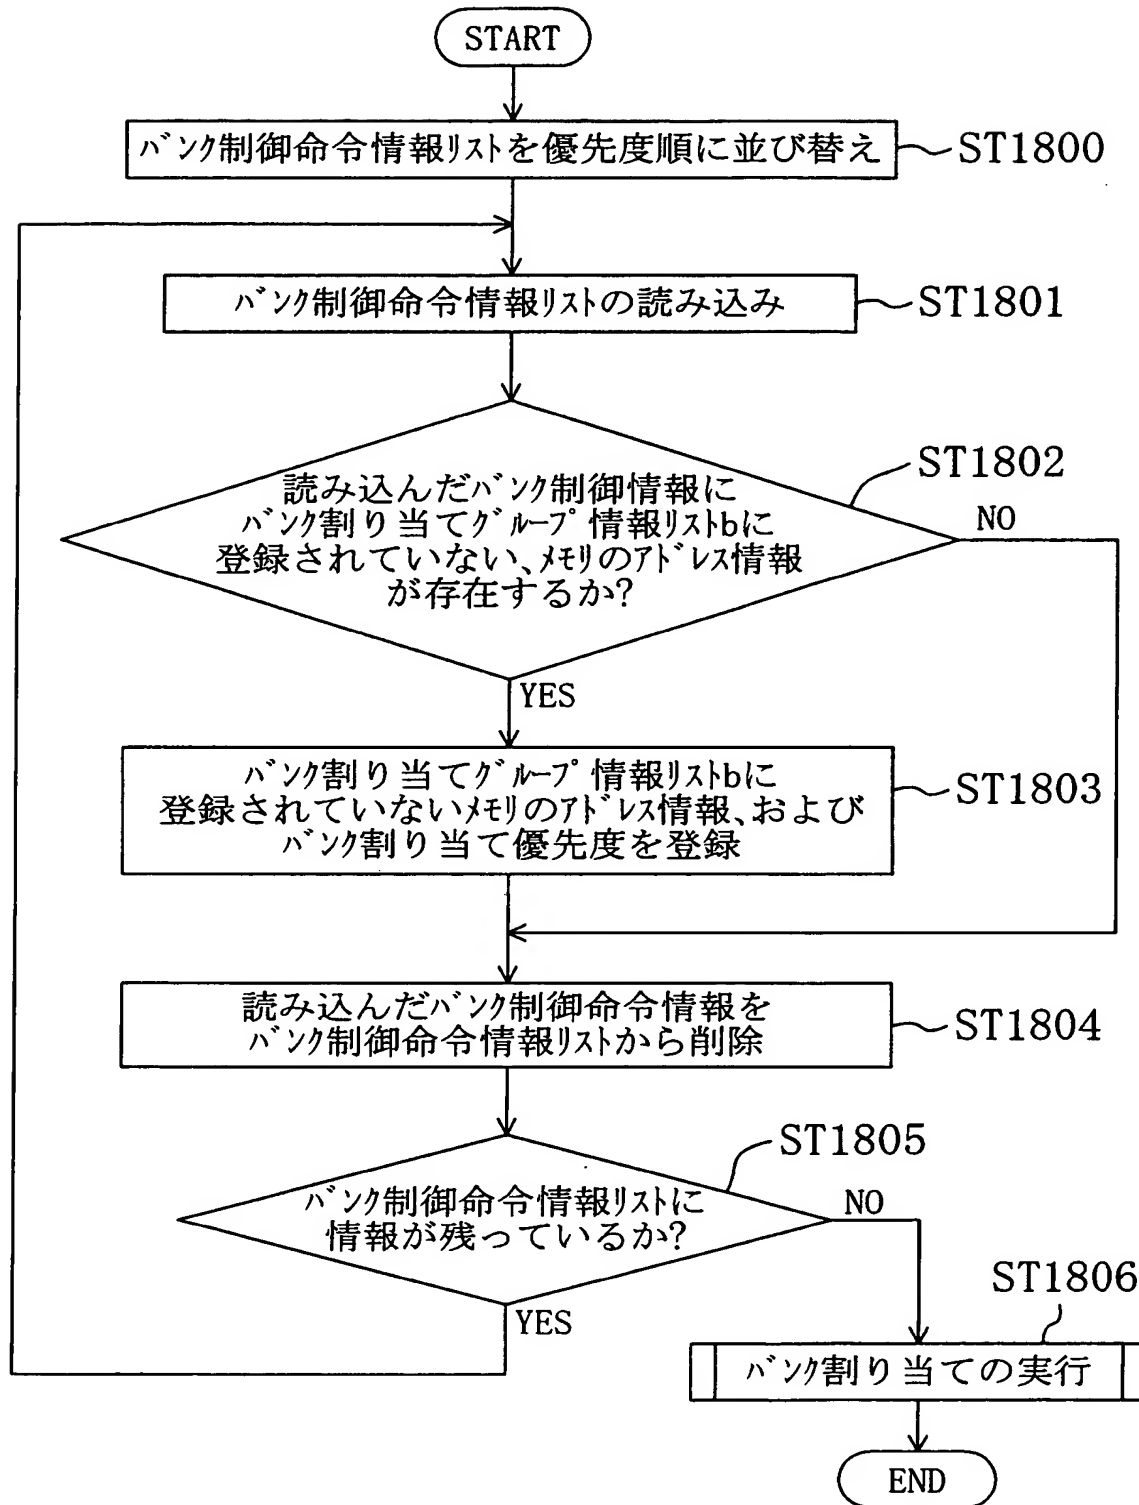 START
バンク制御命令情報リストを優先度順に並び替え
ST1800
バンク制御命令情報リストの読み込み
ST1801
ST1802
読み込んだバンク制御情報に
バンク割り当てグループ情報リストbに
登録されていない、メモリのアドレス情報
が存在するか?
NO
YES
バンク割り当てグループ情報リストbに
登録されていないメモリのアドレス情報、および
バンク割り当て優先度を登録
ST1803
読み込んだバンク制御命令情報を
バンク制御命令情報リストから削除
ST1804
ST1805
バンク制御命令情報リストに
情報が残っているか?
NO
YES
ST1806
バンク割り当ての実行
END